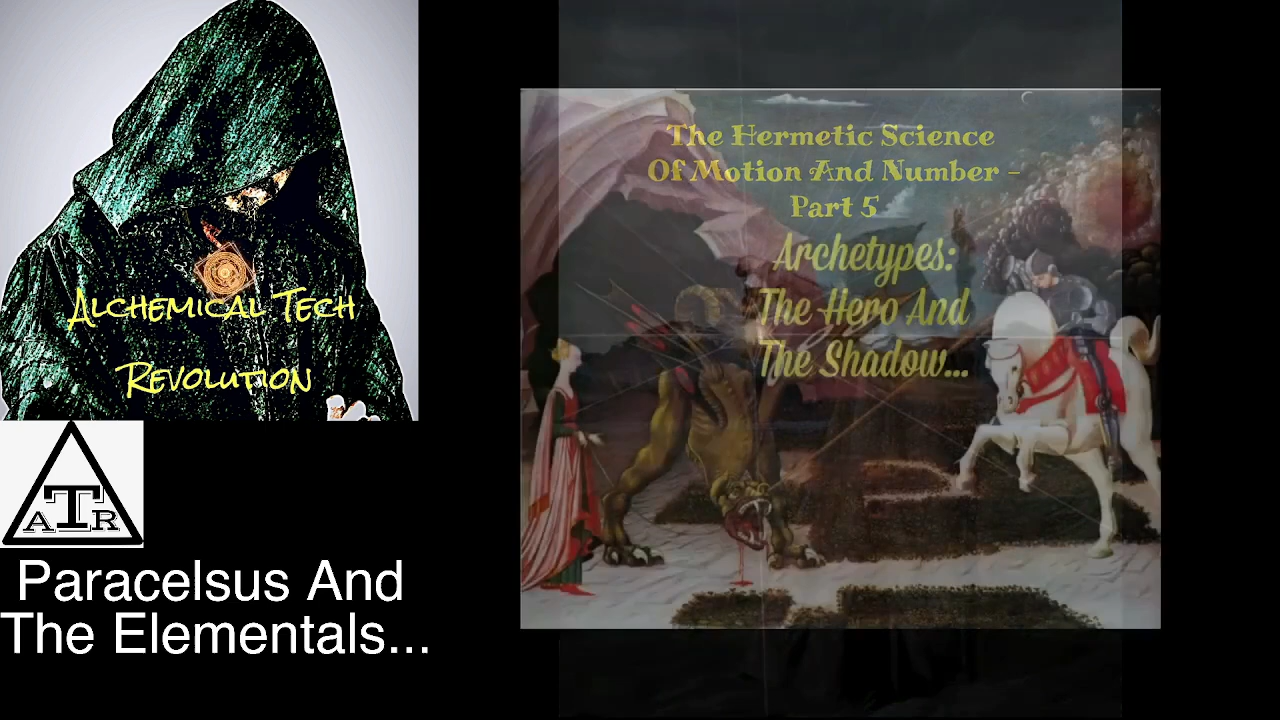 Alchemical Tech
Revolution
ATR
Paracelsus And
The Elementals...
The Hermetic Science
Of Motion And Number -
Part 5
Archetypes:
The Hero And
The Shadow...